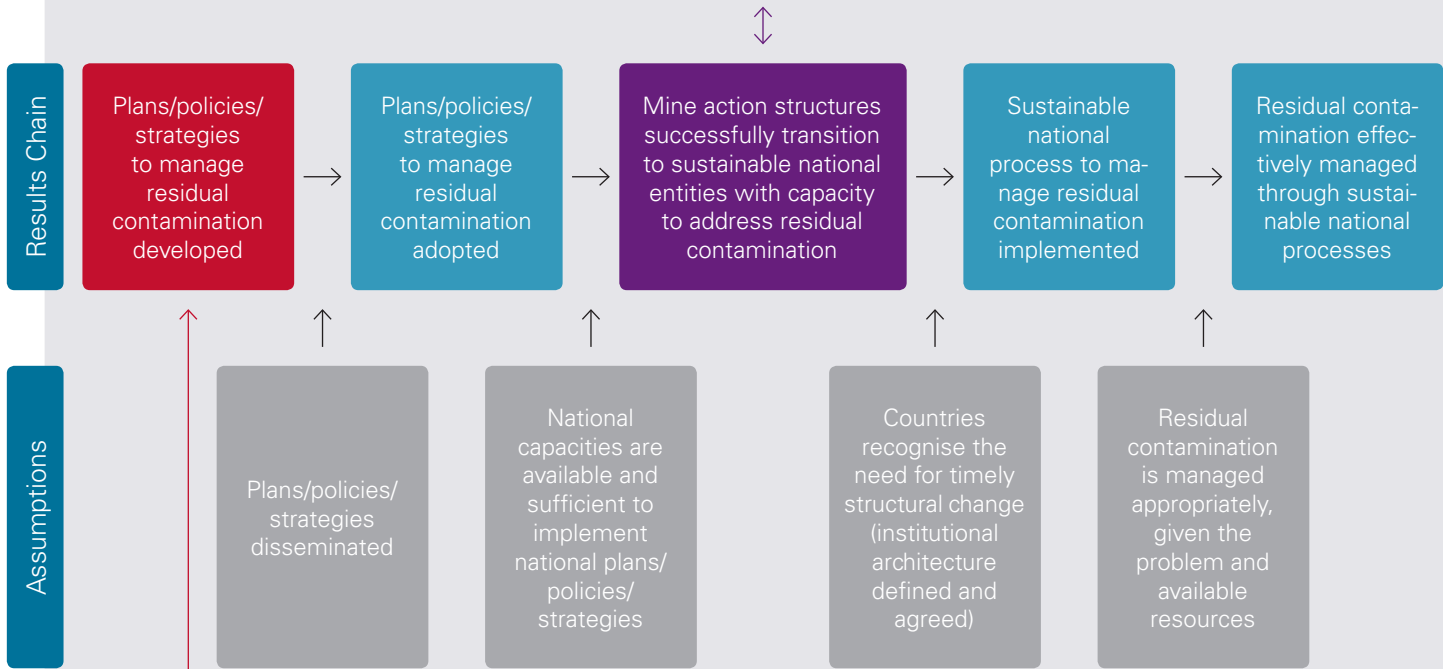 Results Chain
Plans/policies/
strategies
to manage
residual
contamination
developed
Plans/policies/
strategies
to manage
residual
contamination
adopted
Mine action structures
successfully transition
to sustainable national
entities with capacity
to address residual
contamination
Sustainable
national
process to ma-
nage residual
contamination
implemented
Residual conta-
mination effec-
tively managed
through sustai-
nable national
processes
Assumptions
Plans/policies/
strategies
disseminated
National
capacities are
available and
sufficient to
implement
national plans/
policies/
strategies
Countries
recognise the
need for timely
structural change
(institutional
architecture
defined and
agreed)
Residual
contamination
is managed
appropriately,
given the
problem and
available
resources